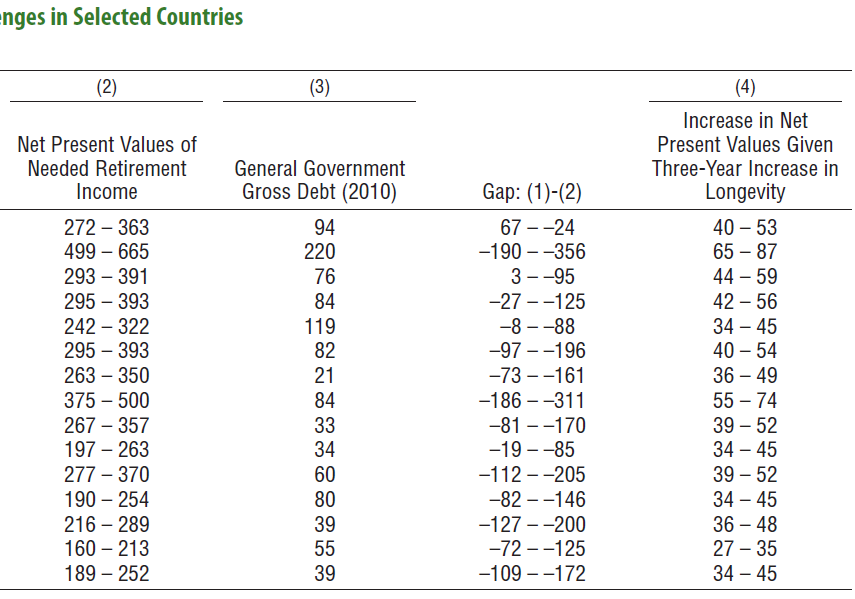 enges in Selected Countries
(2) (3) (4)
Increase in Net
Net Present Values of Present Values Given
Needed Retirement General Government Three-Year Increase in
Income Gross Debt (2010) Gap: (1)-(2) Longevity
272 – 363 94 67 – –24 40 – 53
499 – 665 220 –190 – –356 65 – 87
293 – 391 76 3 – –95 44 – 59
295 – 393 84 –27 – –125 42 – 56
242 – 322 119 –8 – –88 34 – 45
295 – 393 82 –97 – –196 40 – 54
263 – 350 21 –73 – –161 36 – 49
375 – 500 84 –186 – –311 55 – 74
267 – 357 33 –81 – –170 39 – 52
197 – 263 34 –19 – –85 34 – 45
277 – 370 60 –112 – –205 39 – 52
190 – 254 80 –82 – –146 34 – 45
216 – 289 39 –127 – –200 36 – 48
160 – 213 55 –72 – –125 27 – 35
189 – 252 39 –109 – –172 34 – 45